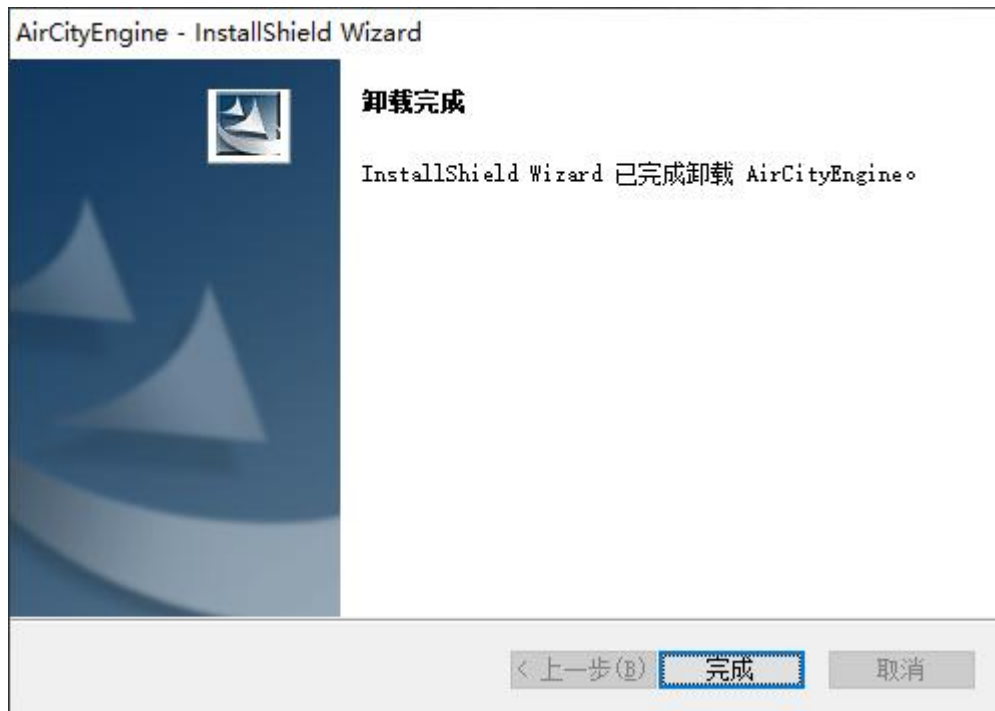 AirCityEngine - InstallShield Wizard
卸载完成
InstallShield Wizard 已完成卸载 AirCityEngine。
< 上一步(B)
完成
取消